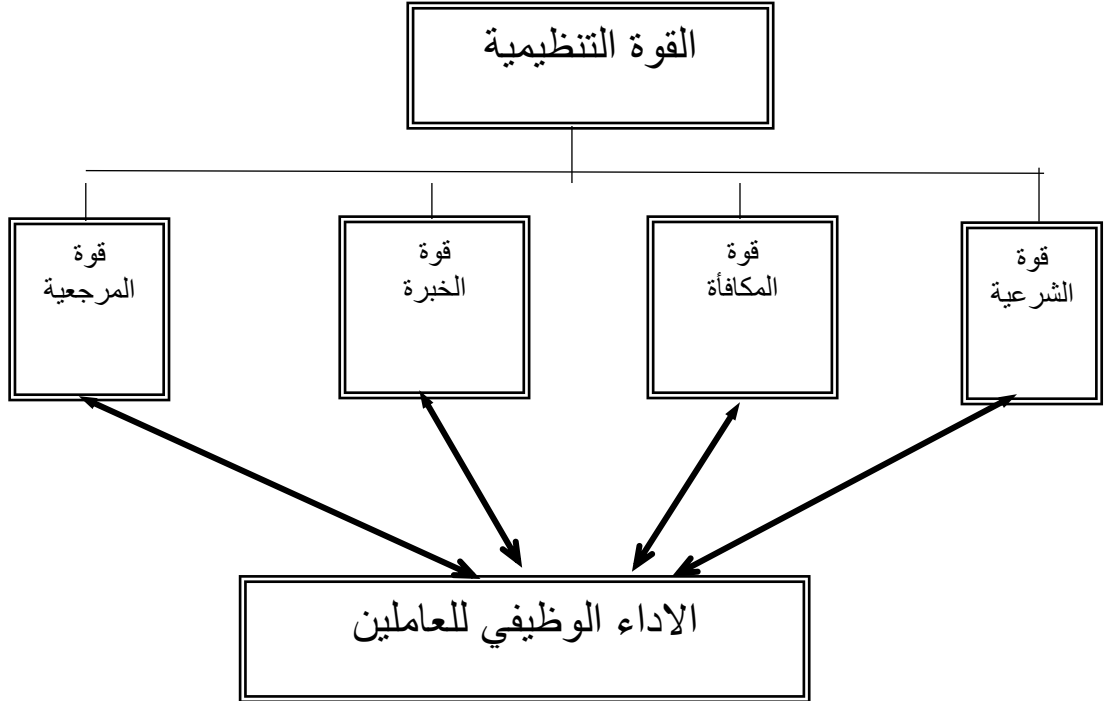 القوة التنظيمية
قوة
الشرعية
قوة
المكافأة
قوة
الخبرة
قوة
المرجعية
الاداء الوظيفي للعاملين